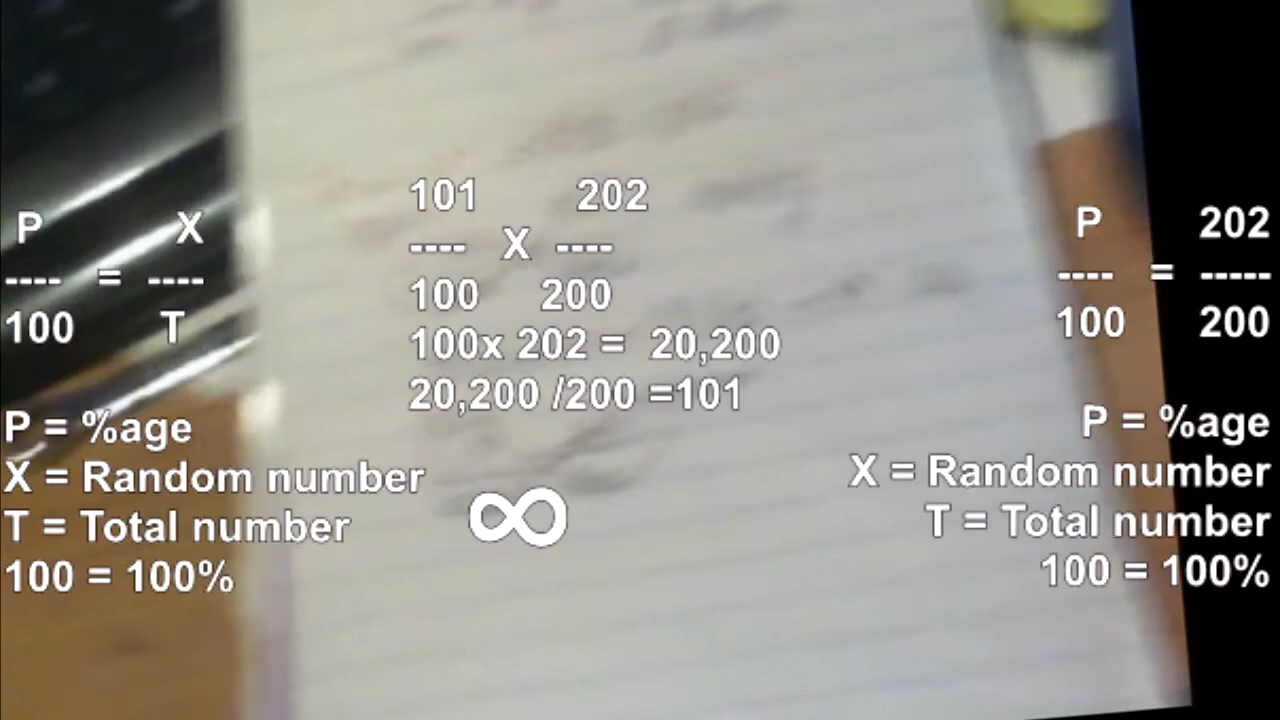 P X
---- = ----
100 T
P = %age
X = Random number
T = Total number
100 = 100%
101 202
---- X ----
100 200
100x 202 = 20,200
20,200 /200 =101
∞
P 202
---- = -----
100 200
P = %age
X = Random number
T = Total number
100 = 100%